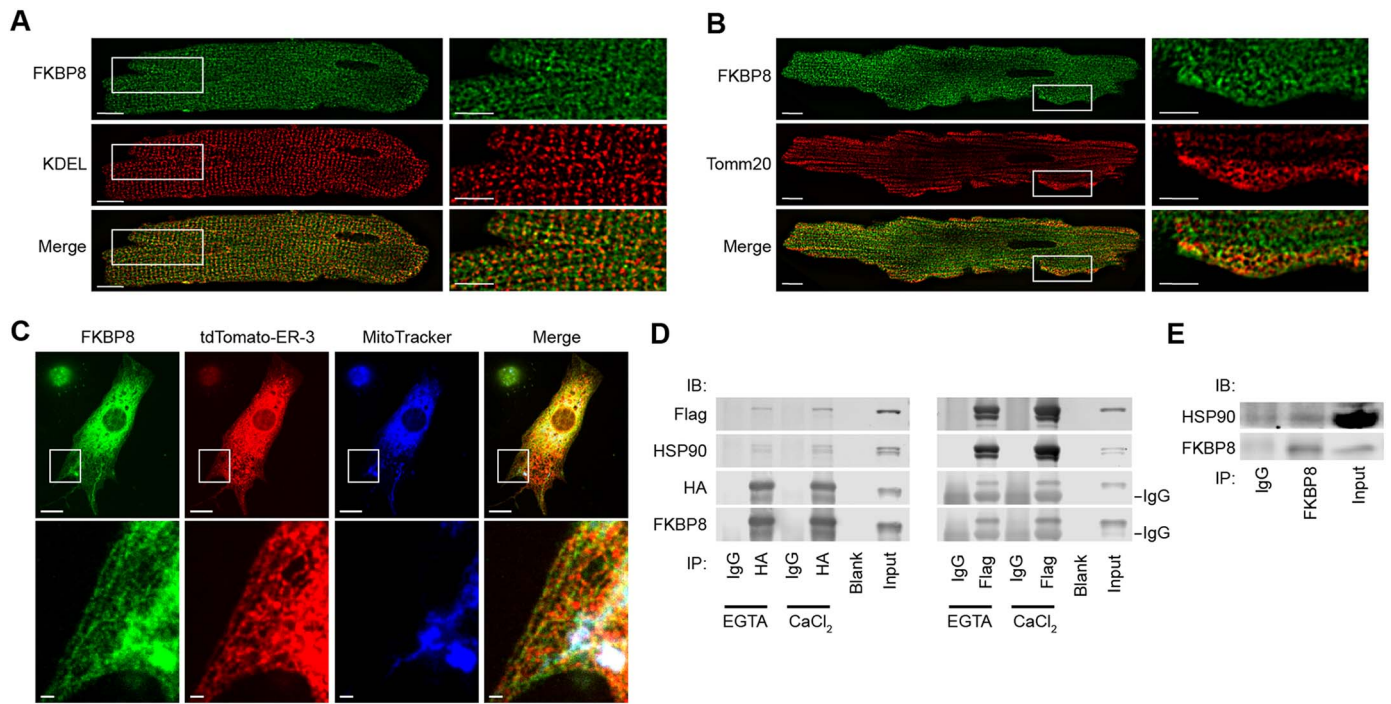 A
FKBP8
KDEL
Merge
B
FKBP8
Tomm20
Merge
C
FKBP8 tdTomato-ER-3 MitoTracker Merge
D
IB:
Flag
HSP90
HA
FKBP8
–IgG
–IgG
IP: IgG HA IgG HA Blank Input
EGTA CaCl₂
IgG Flag IgG Flag Blank Input
EGTA CaCl₂
E
IB:
HSP90
FKBP8
IP: IgG FKBP8 Input